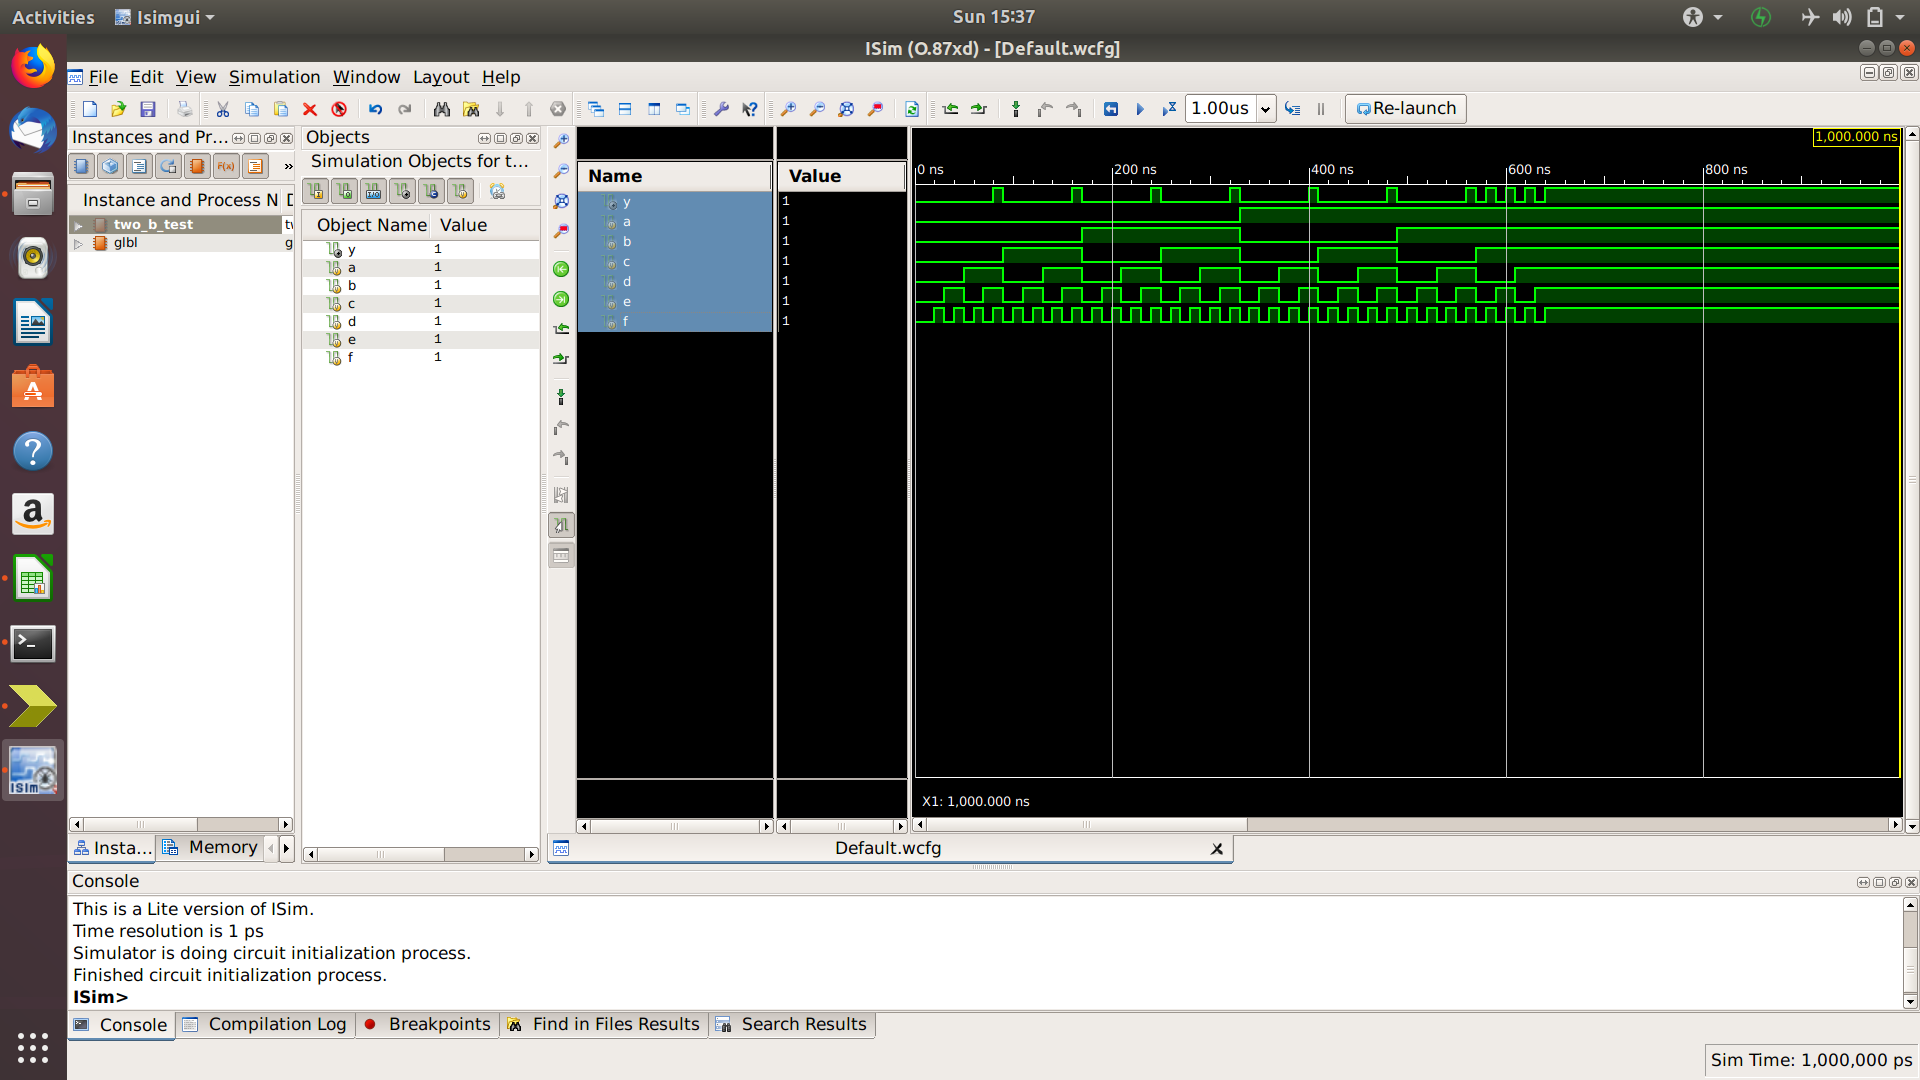 Activities
Isimgui
Sun 15:37
ISim (O.87xd) - [Default.wcfg]
File Edit View Simulation Window Layout Help
1.00us
Re-launch
Instances and Pr...
Objects
Simulation Objects for t...
Instance and Process N D
two_b_test
glbl g
Object Name Value
y 1
a 1
b 1
c 1
d 1
e 1
f 1
Name Value
y 1
a 1
b 1
c 1
d 1
e 1
f 1
1,000.000 ns
0 ns 200 ns 400 ns 600 ns 800 ns
X1: 1,000.000 ns
Insta... Memory
Default.wcfg
Console
This is a Lite version of ISim.
Time resolution is 1 ps
Simulator is doing circuit initialization process.
Finished circuit initialization process.
ISim>
Console Compilation Log Breakpoints Find in Files Results Search Results
Sim Time: 1,000,000 ps